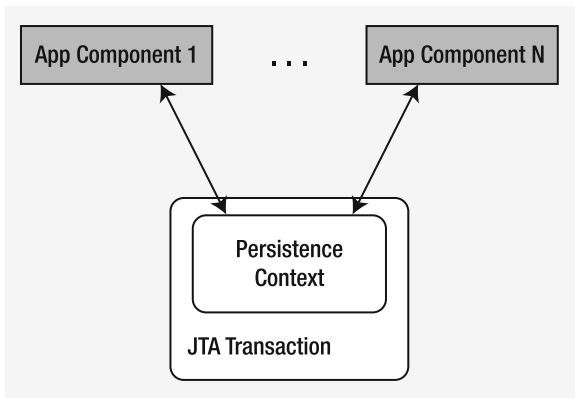 App Component 1
...
App Component N
Persistence
Context
JTA Transaction